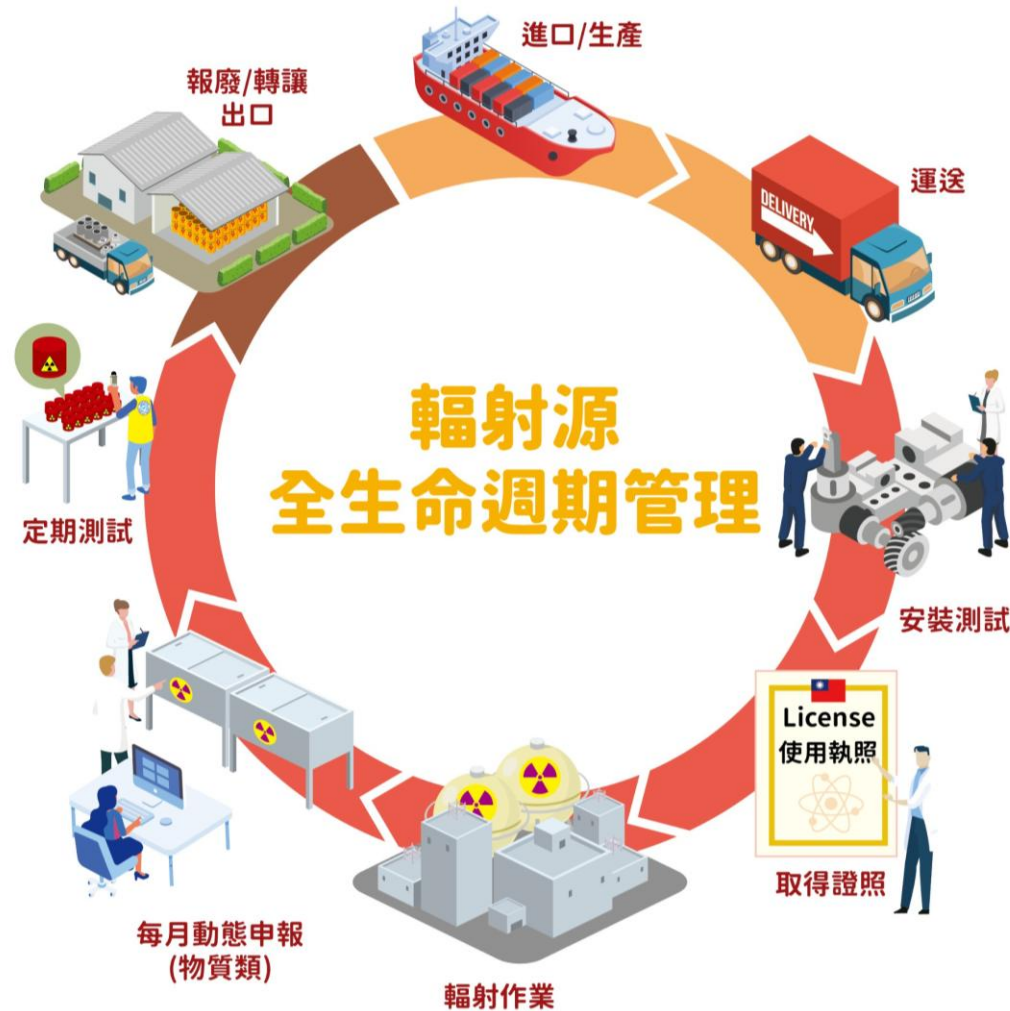 輻射源
全生命週期管理
進口/生產
運送
DELIVERY
安裝測試
License
使用執照
取得證照
輻射作業
每月動態申報
(物質類)
定期測試
報廢/轉讓
出口